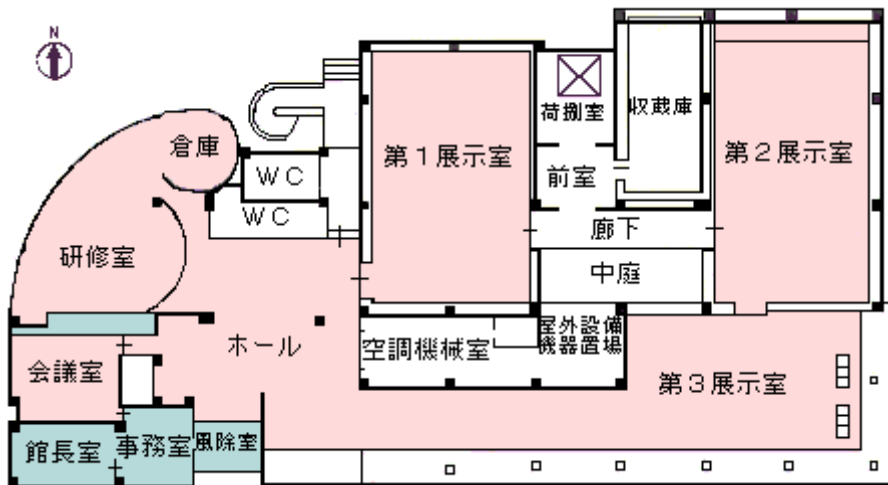 N
倉庫
WC
WC
研修室
第1展示室
荷捌室
収蔵庫
前室
第2展示室
廊下
中庭
ホール
空調機械室
屋外設備
機器置場
第3展示室
会議室
館長室
事務室
風除室